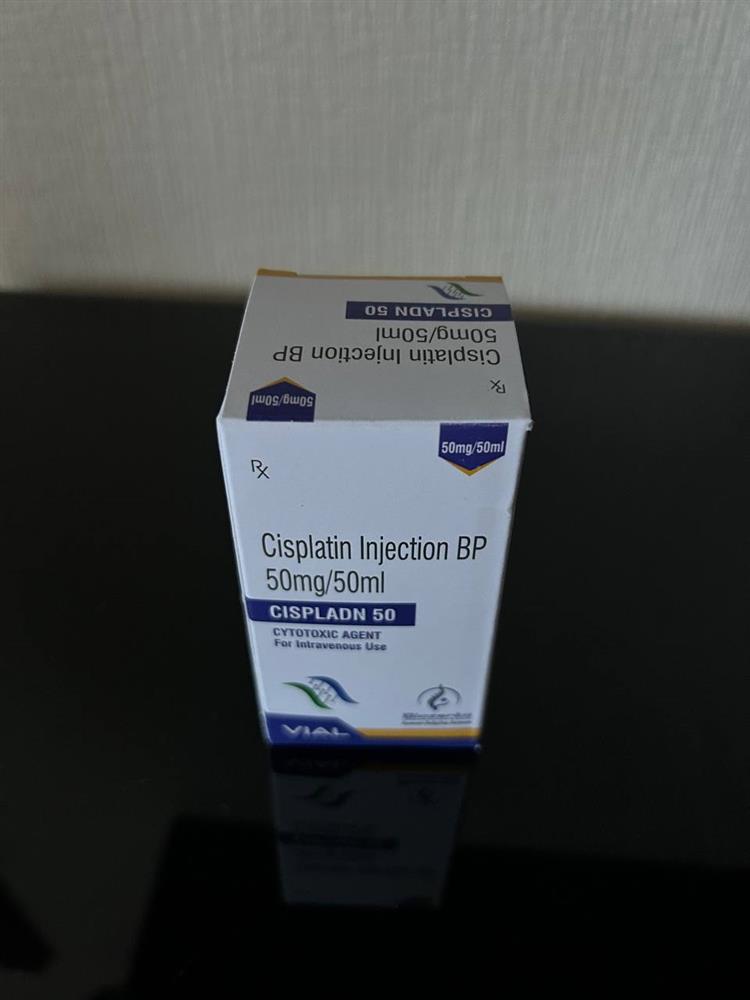 CISPLADN 50
50mg/50ml
Cisplatin Injection BP
Rx
50mg/50ml
50mg/50ml
Rx
Cisplatin Injection BP
50mg/50ml
CISPLADN 50
CYTOTOXIC AGENT
For Intravenous Use
VIAL